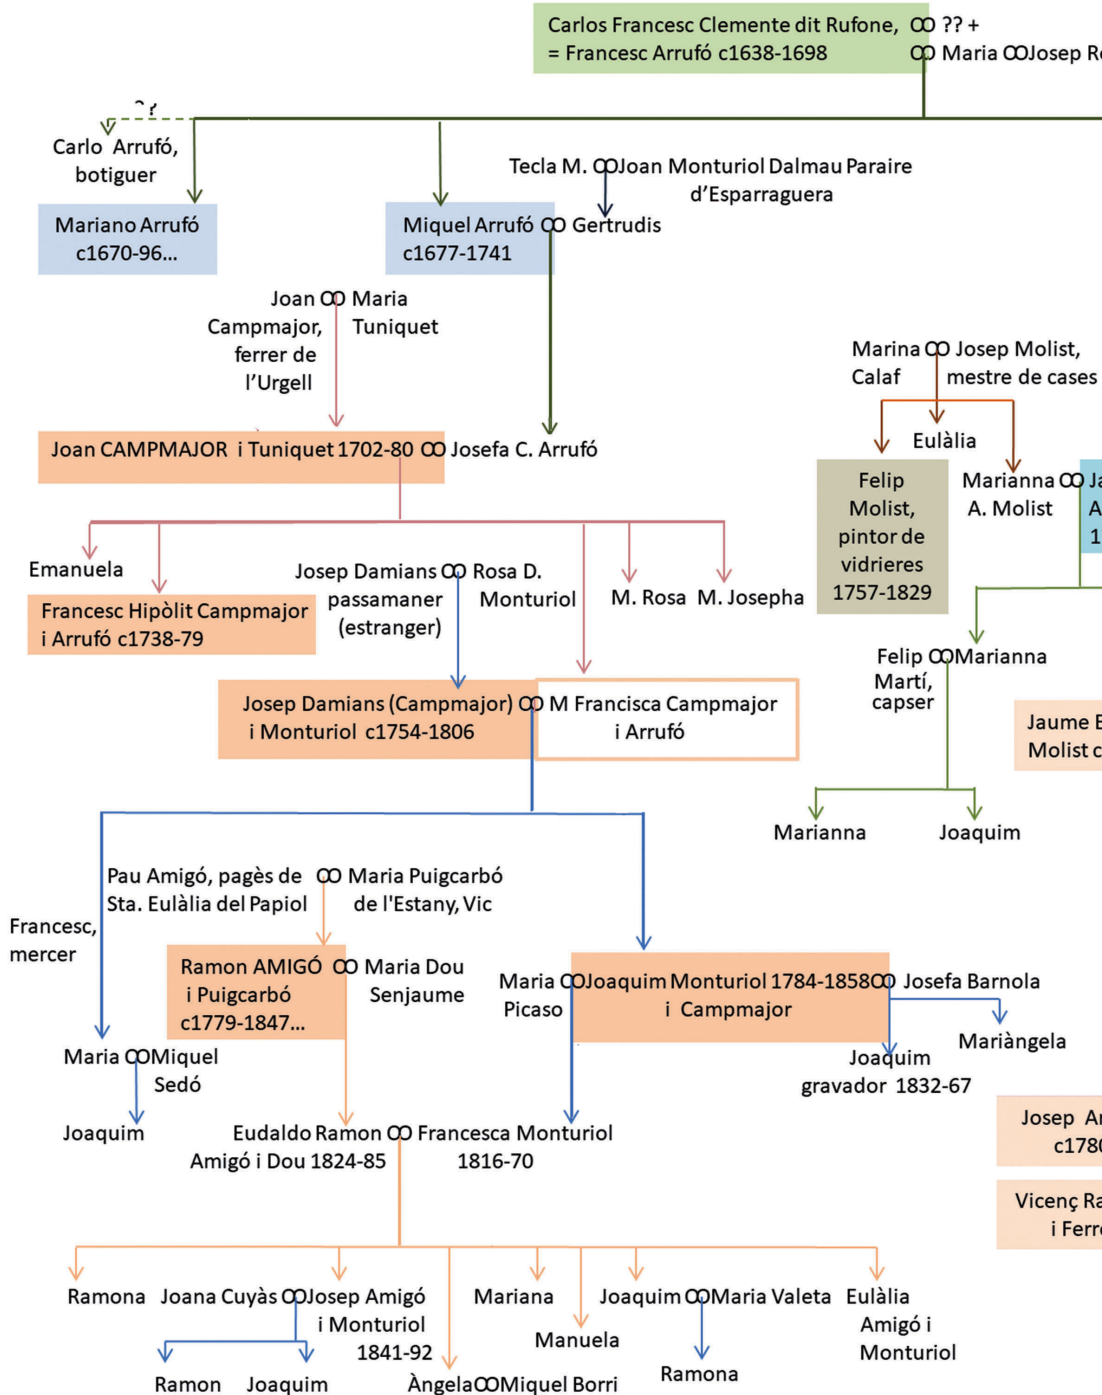 Carlos Francesc Clemente dit Rufone, ꝏ ?? +
= Francesc Arrufó c1638-1698 ꝏ Maria ꝏJosep
?
Carlo Arrufó,
botiguer
Tecla M. ꝏJoan Monturiol Dalmau Paraire
d’Esparraguera
Mariano Arrufó
c1670-96...
Miquel Arrufó ꝏ Gertrudis
c1677-1741
Joan ꝏ Maria
Campmajor, Tuniquet
ferrer de
l’Urgell
Marina ꝏ Josep Molist,
Calaf mestre de cases
Joan CAMPMAJOR i Tuniquet 1702-80 ꝏ Josefa C. Arrufó
Eulàlia
Felip
Molist,
pintor de
vidrieres
1757-1829
Marianna ꝏ
A. Molist
Emanuela
Francesc Hipòlit Campmajor
i Arrufó c1738-79
Josep Damians ꝏ Rosa D.
passamaner Monturiol
(estranger)
M. Rosa M. Josepha
Felip ꝏMarianna
Martí,
capser
Josep Damians (Campmajor) ꝏ M Francisca Campmajor
i Monturiol c1754-1806 i Arrufó
Jaume
Molist
Marianna Joaquim
Pau Amigó, pagès de ꝏ Maria Puigcarbó
Sta. Eulàlia del Papiol de l'Estany, Vic
Francesc,
mercer
Ramon AMIGÓ ꝏ Maria Dou
i Puigcarbó Senjaume
c1779-1847...
Maria ꝏJoaquim Monturiol 1784-1858ꝏ Josefa Barnola
Picaso i Campmajor
Mariàngela
Joaquim
gravador 1832-67
Maria ꝏMiquel
Sedó
Joaquim
Eudaldo Ramon ꝏ Francesca Monturiol
Amigó i Dou 1824-85 1816-70
Josep
c1780
Vicenç
i
Ramona Joana Cuyàs ꝏJosep Amigó
i Monturiol
1841-92
Mariana Joaquim ꝏMaria Valeta Eulàlia
Amigó i
Monturiol
Manuela
Ramona
Ramon Joaquim Àngelaꝏ Miquel Borri